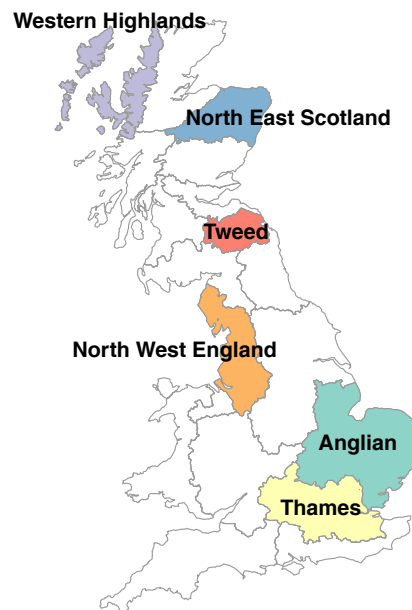 Western Highlands
North East Scotland
Tweed
North West England
Anglian
Thames